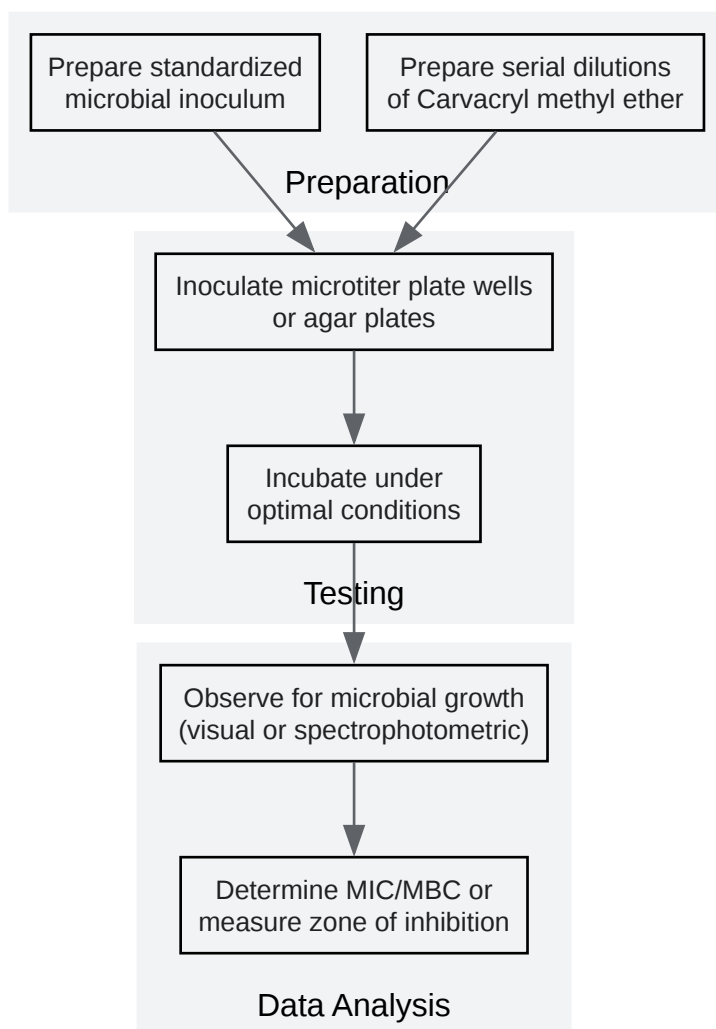 Prepare standardized
microbial inoculum
Prepare serial dilutions
of Carvacryl methyl ether
Preparation
Inoculate microtiter plate wells
or agar plates
Incubate under
optimal conditions
Testing
Observe for microbial growth
(visual or spectrophotometric)
Determine MIC/MBC or
measure zone of inhibition
Data Analysis